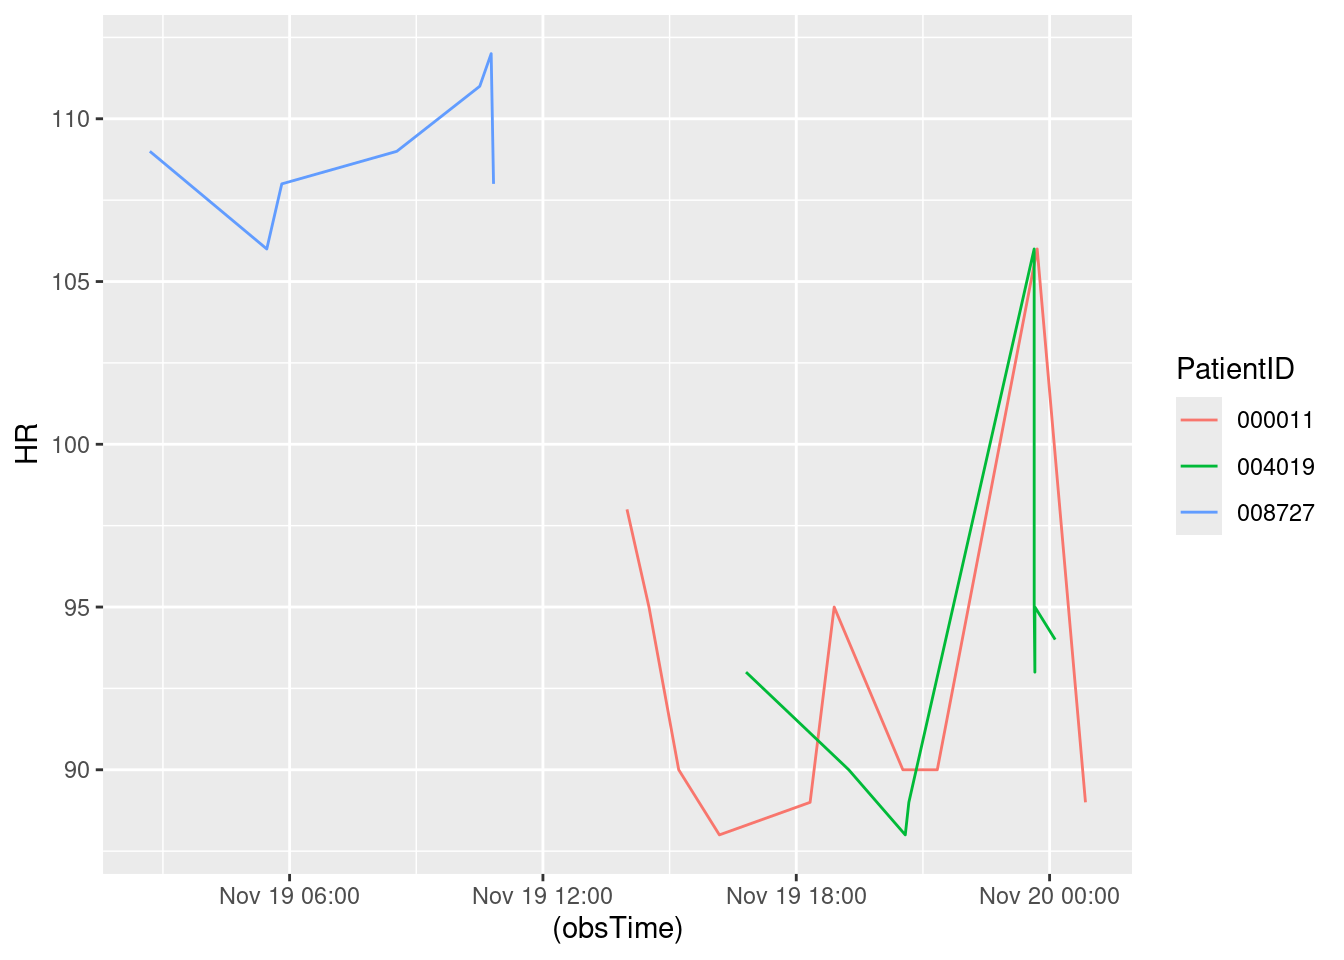 110
105
100
95
90
HR
Nov 19 06:00
Nov 19 12:00
Nov 19 18:00
Nov 20 00:00
(obsTime)
PatientID
000011
004019
008727